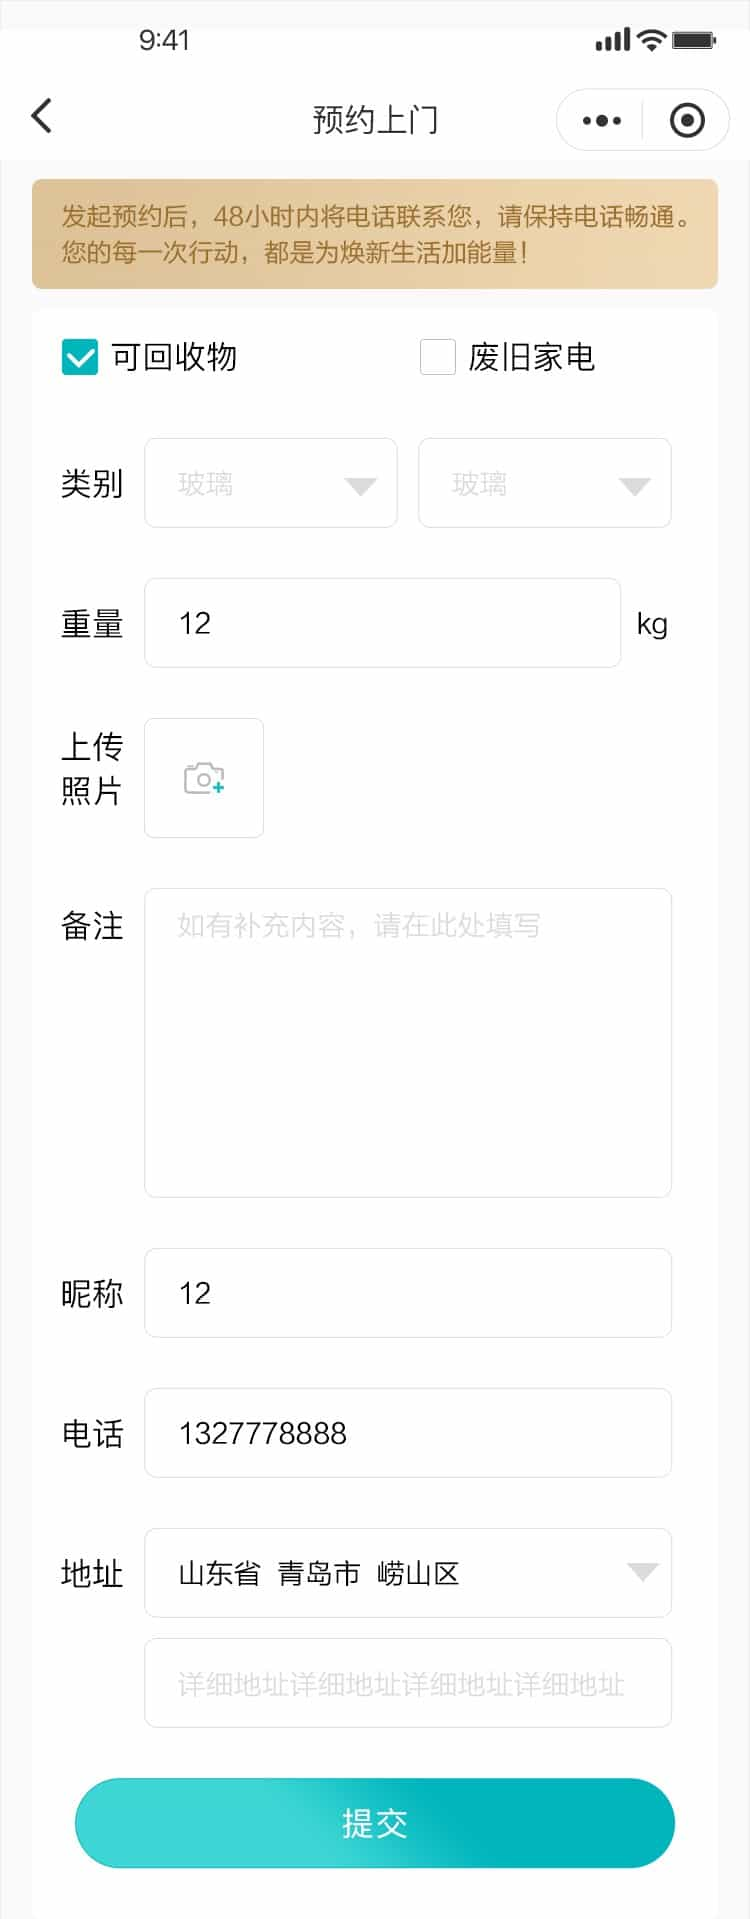 9:41
预约上门
发起预约后，48小时内将电话联系您，请保持电话畅通。
您的每一次行动，都是为焕新生活加能量！
可回收物 废旧家电
类别 玻璃 玻璃
重量 12 kg
上传
照片
备注 如有补充内容，请在此处填写
昵称 12
电话 1327778888
地址 山东省 青岛市 崂山区
详细地址详细地址详细地址详细地址
提交